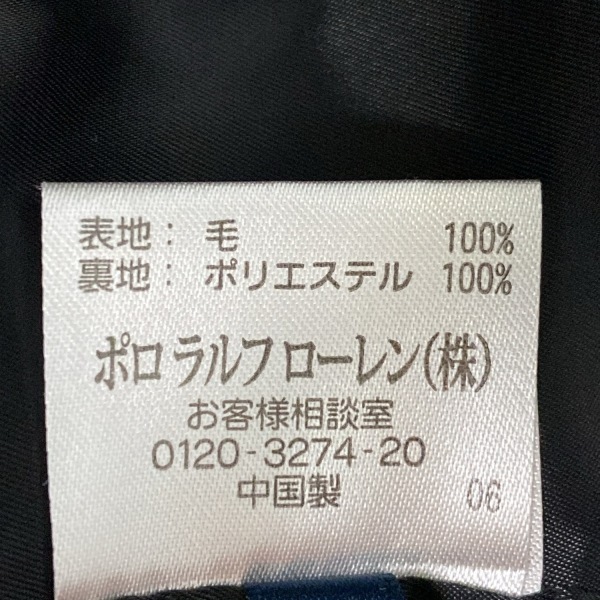 表地： 毛 100%
裏地： ポリエステル 100%
ポロ ラルフ ローレン(株)
お客様相談室
0120-3274-20
中国製 06